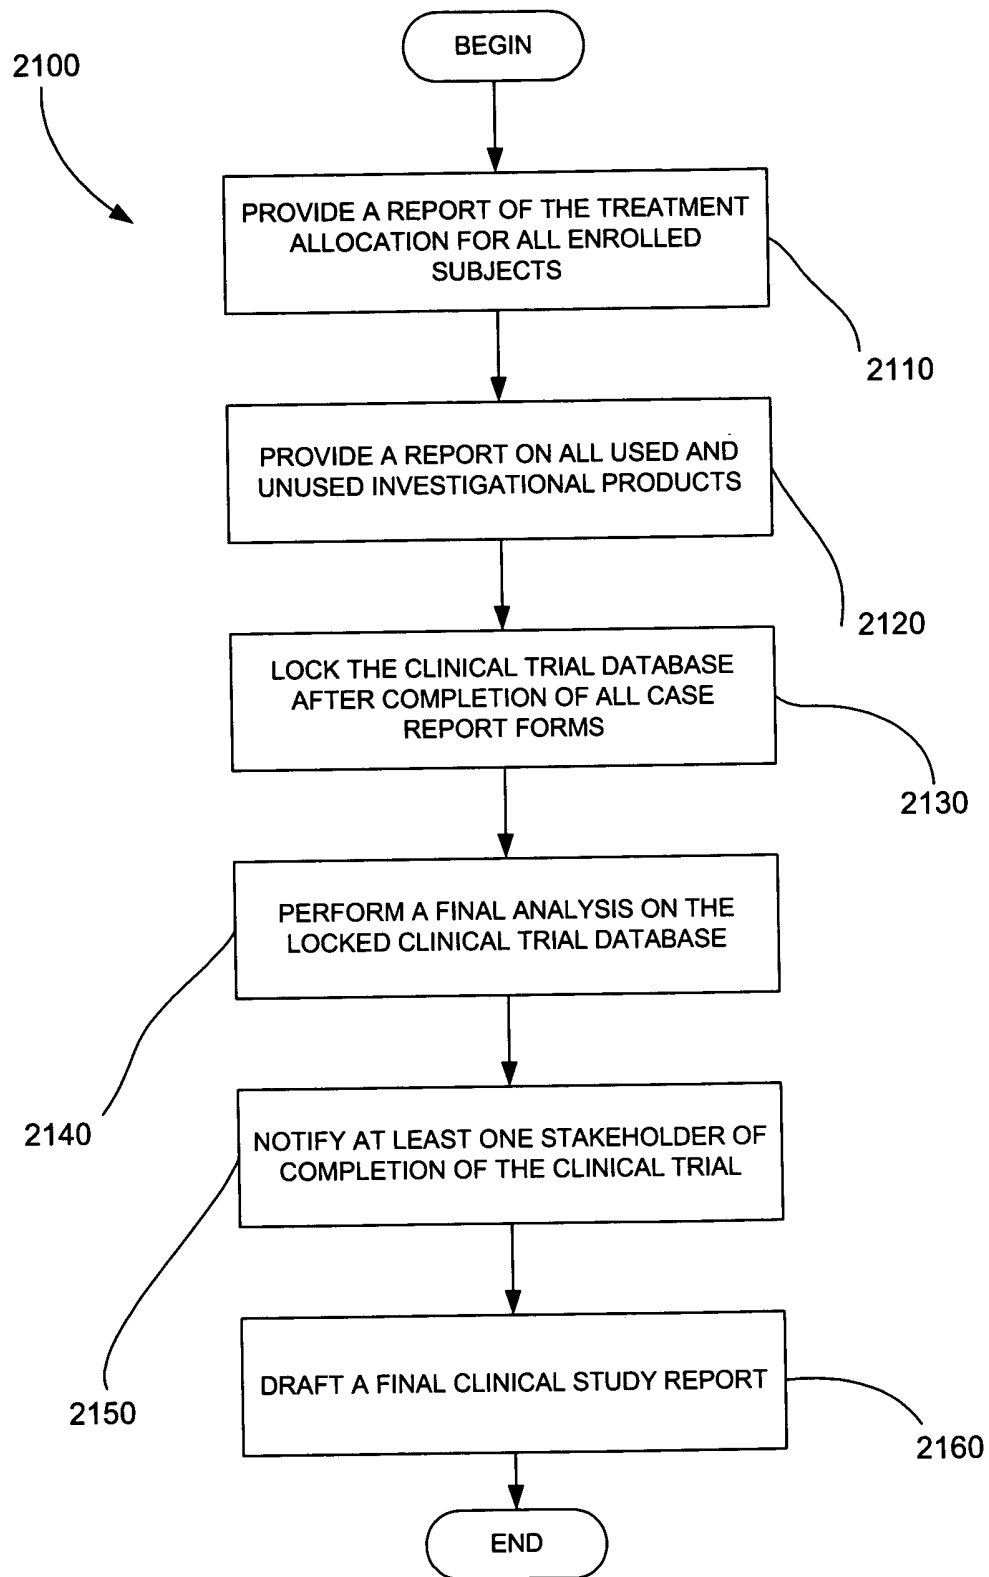 BEGIN
2100
PROVIDE A REPORT OF THE TREATMENT
ALLOCATION FOR ALL ENROLLED
SUBJECTS
2110
PROVIDE A REPORT ON ALL USED AND
UNUSED INVESTIGATIONAL PRODUCTS
2120
LOCK THE CLINICAL TRIAL DATABASE
AFTER COMPLETION OF ALL CASE
REPORT FORMS
2130
PERFORM A FINAL ANALYSIS ON THE
LOCKED CLINICAL TRIAL DATABASE
2140
NOTIFY AT LEAST ONE STAKEHOLDER OF
COMPLETION OF THE CLINICAL TRIAL
2150
DRAFT A FINAL CLINICAL STUDY REPORT
2160
END